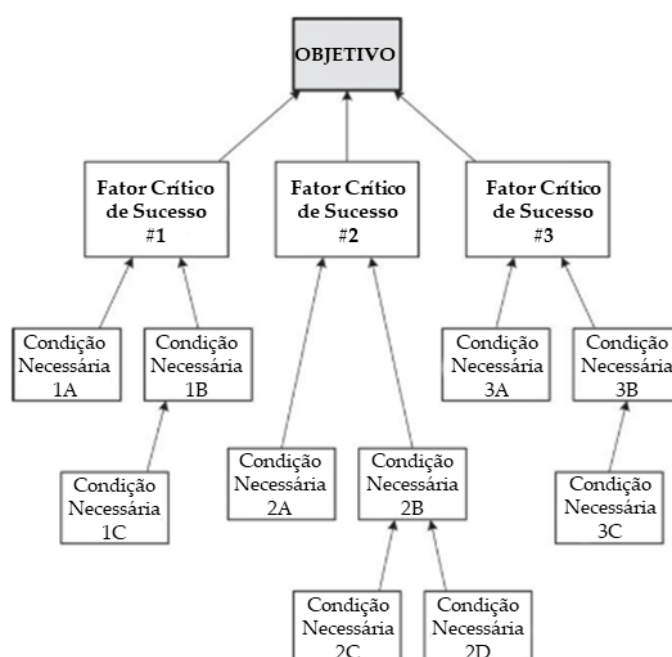 OBJETIVO
Fator Crítico
de Sucesso
#1
Fator Crítico
de Sucesso
#2
Fator Crítico
de Sucesso
#3
Condição
Necessária
1A
Condição
Necessária
1B
Condição
Necessária
3A
Condição
Necessária
3B
Condição
Necessária
1C
Condição
Necessária
2A
Condição
Necessária
2B
Condição
Necessária
3C
Condição
Necessária
2C
Condição
Necessária
2D